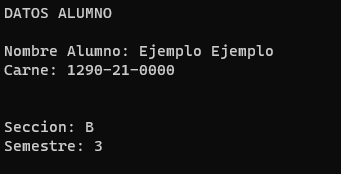 DATOS ALUMNO
Nombre Alumno: Ejemplo Ejemplo
Carne: 1290-21-0000
Seccion: B
Semestre: 3